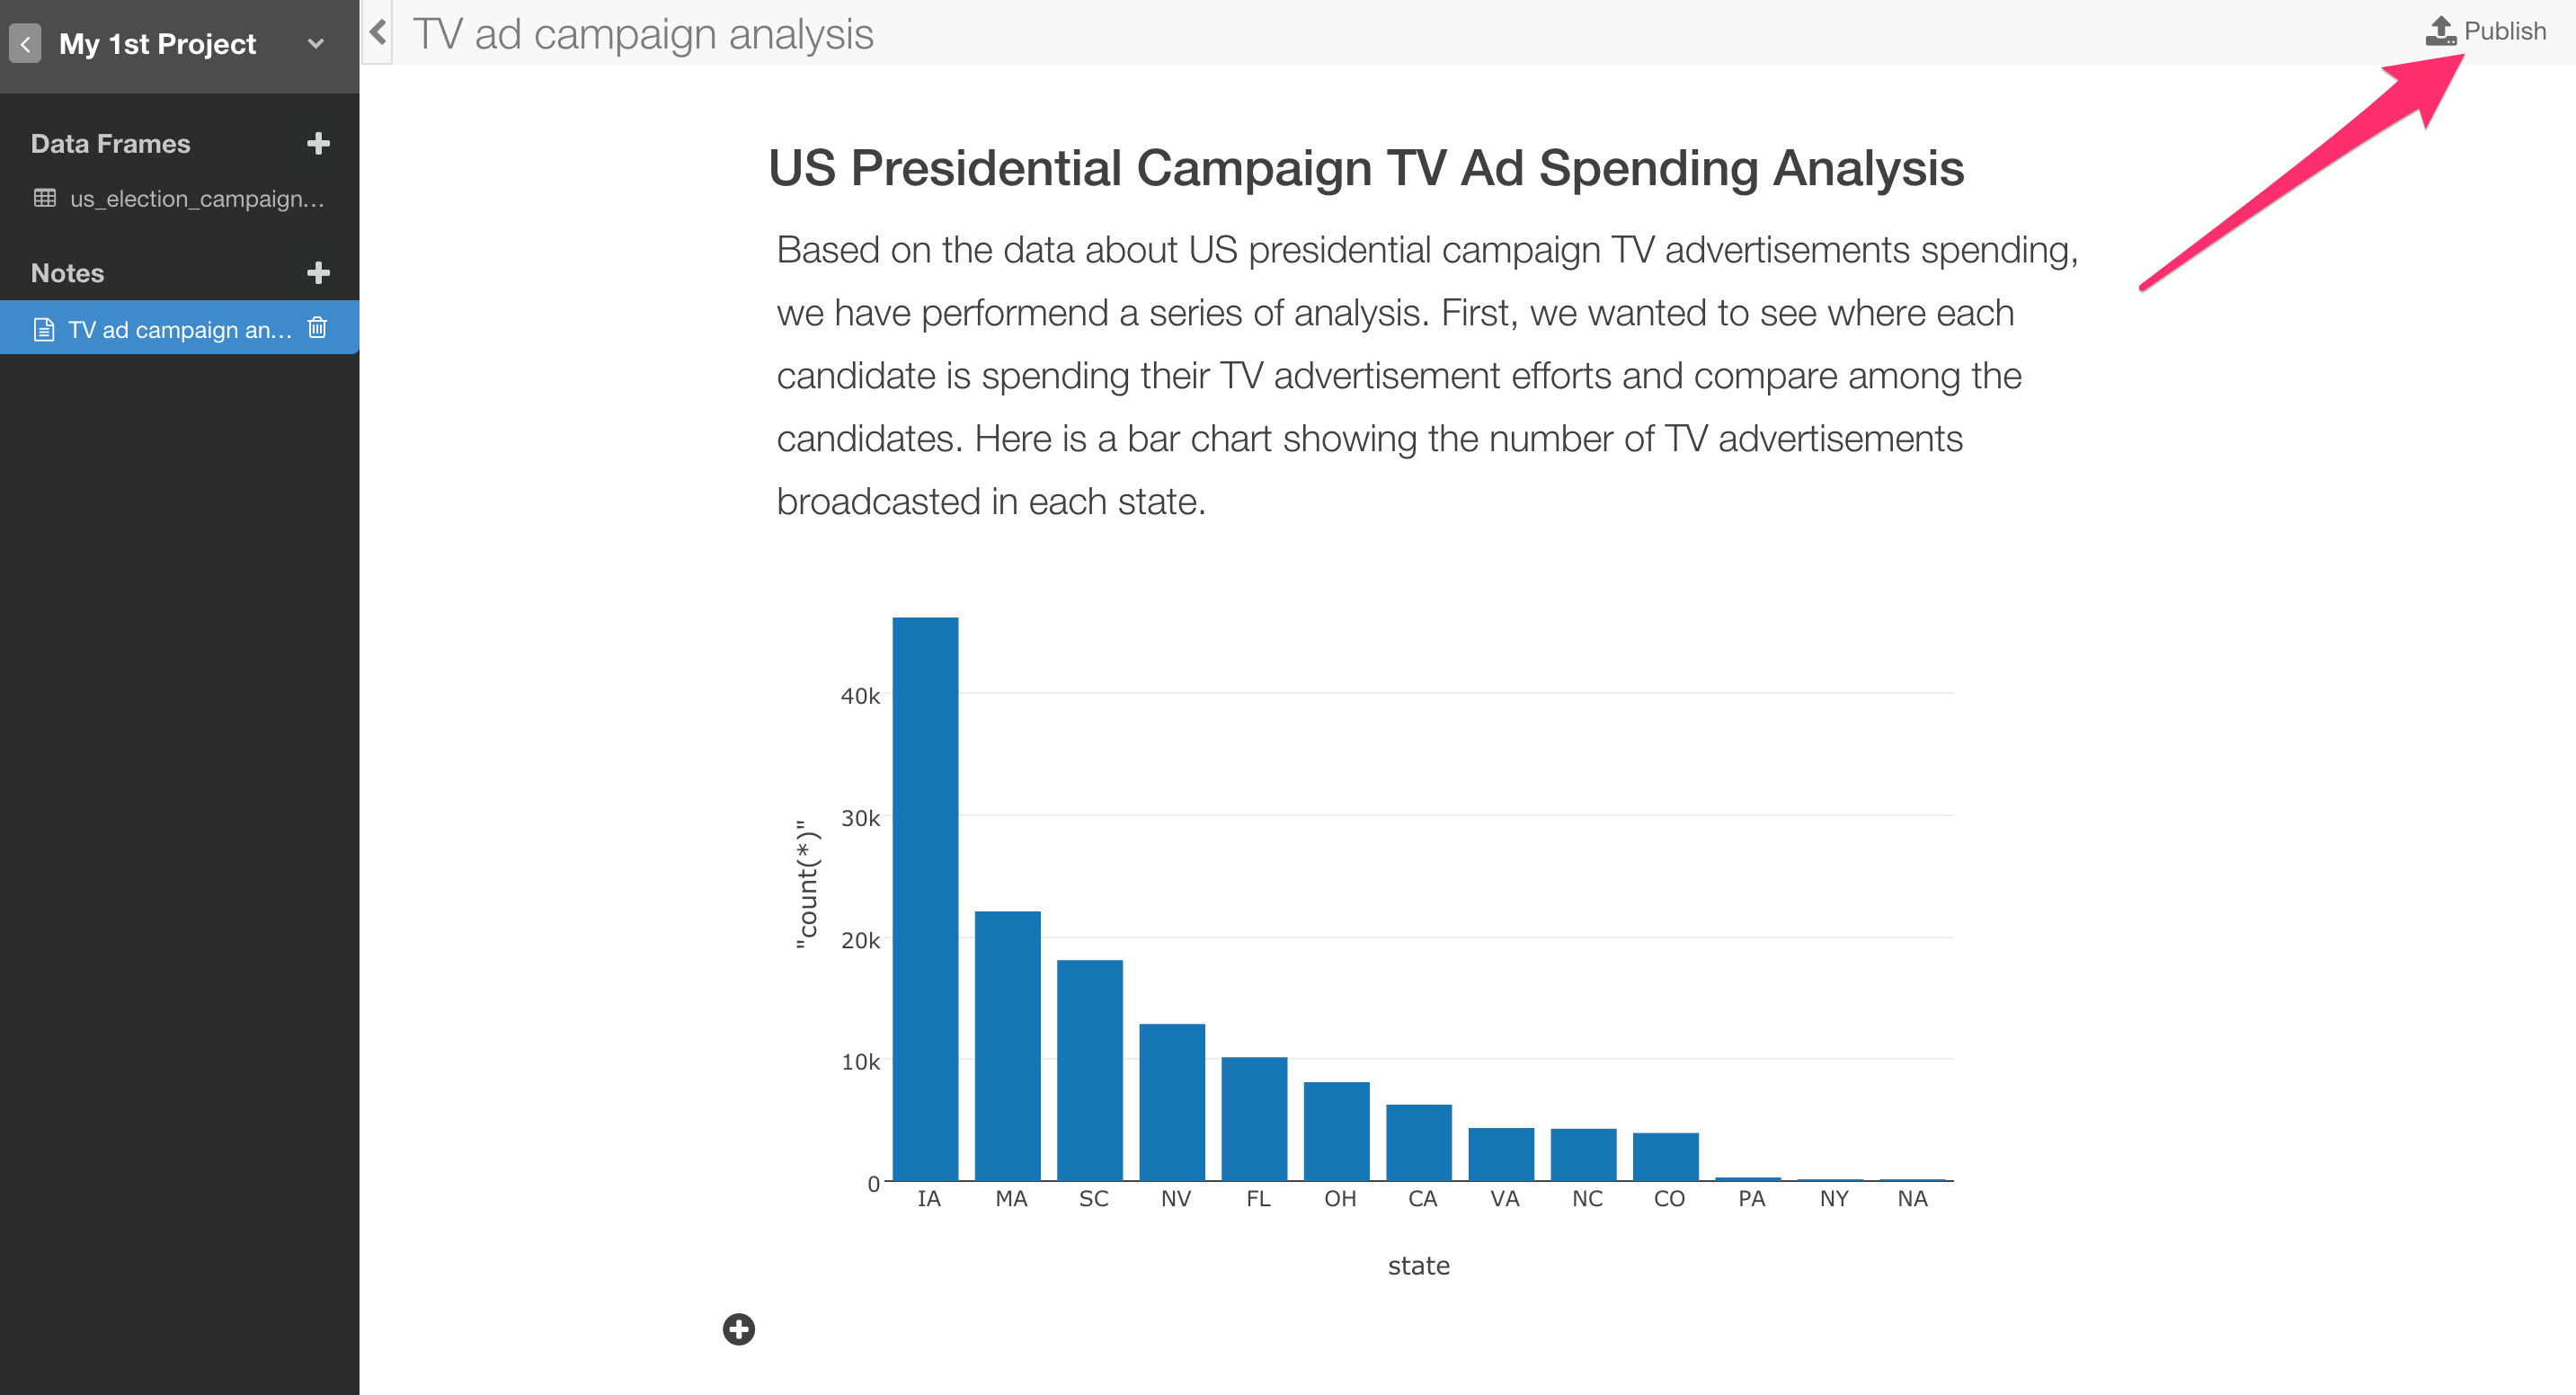 My 1st Project
Data Frames
us_election_campaign...
Notes
TV ad campaign an...
TV ad campaign analysis
Publish
US Presidential Campaign TV Ad Spending Analysis
Based on the data about US presidential campaign TV advertisements spending,
we have performend a series of analysis. First, we wanted to see where each
candidate is spending their TV advertisement efforts and compare among the
candidates. Here is a bar chart showing the number of TV advertisements
broadcasted in each state.
"count(*)"
40k
30k
20k
10k
0
IA MA SC NV FL OH CA VA NC CO PA NY NA
state